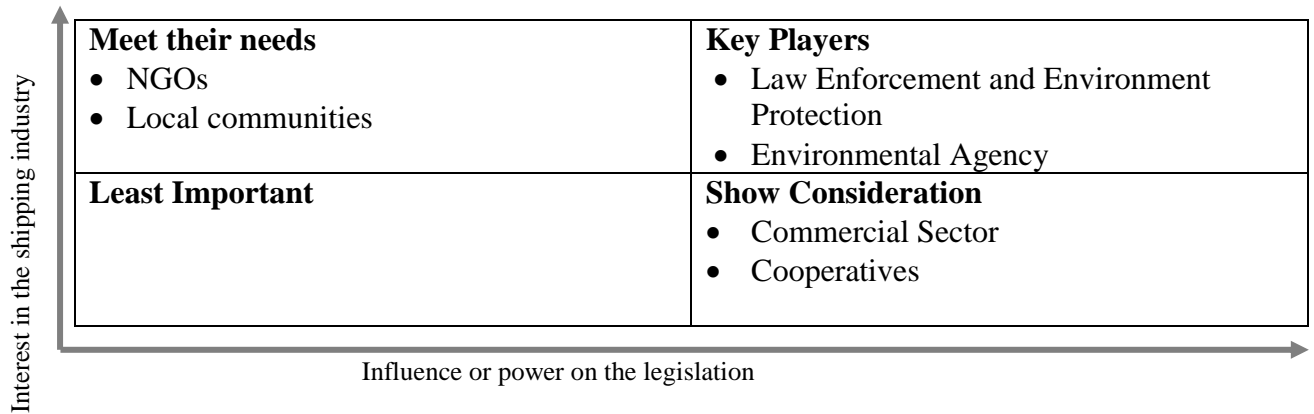 Interest in the shipping industry
Meet their needs
• NGOs
• Local communities
Key Players
• Law Enforcement and Environment
Protection
• Environmental Agency
Least Important
Show Consideration
• Commercial Sector
• Cooperatives
Influence or power on the legislation